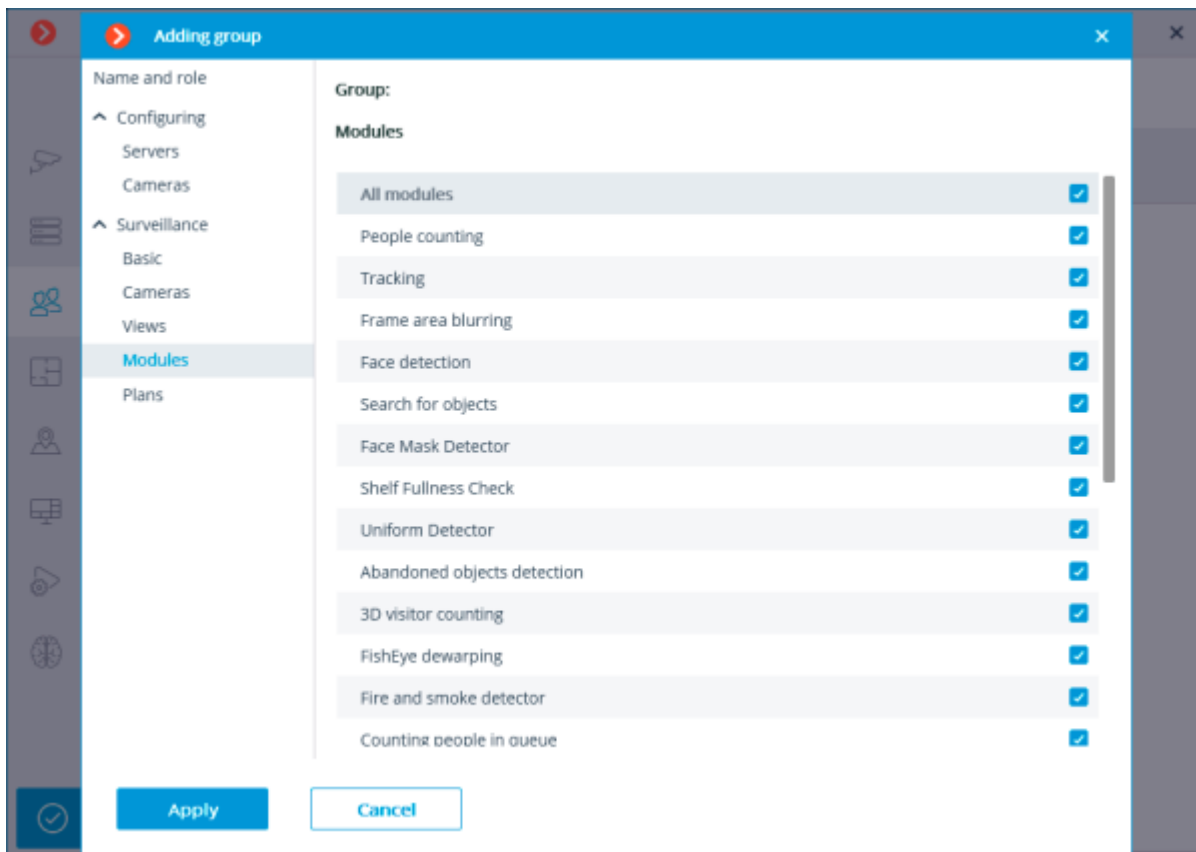 Adding group
Name and role
Configuring
Servers
Cameras
Surveillance
Basic
Cameras
Views
Modules
Plans
Group:
Modules
All modules
People counting
Tracking
Frame area blurring
Face detection
Search for objects
Face Mask Detector
Shelf Fullness Check
Uniform Detector
Abandoned objects detection
3D visitor counting
FishEye dewarping
Fire and smoke detector
Counting people in queue
Apply
Cancel